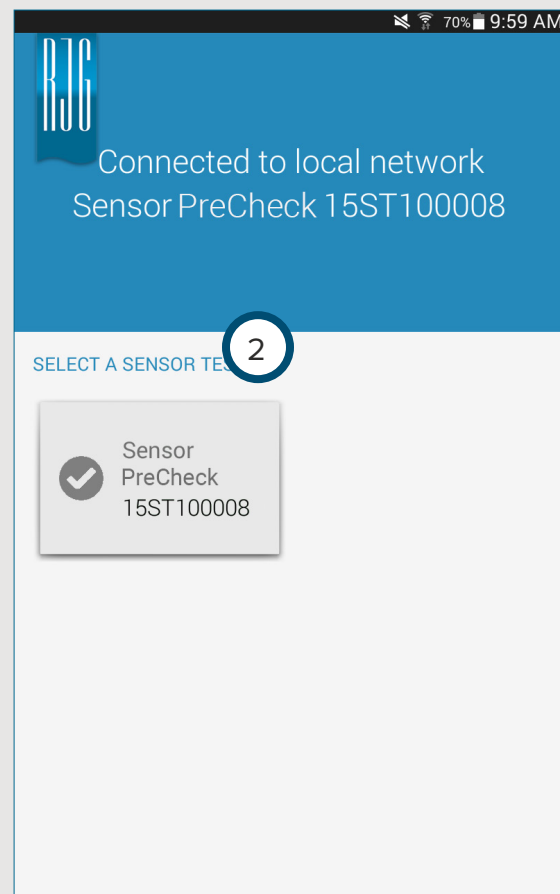 70% 9:59 AM
RJG
Connected to local network
Sensor PreCheck 15ST100008
2
SELECT A SENSOR TES
Sensor
PreCheck
15ST100008